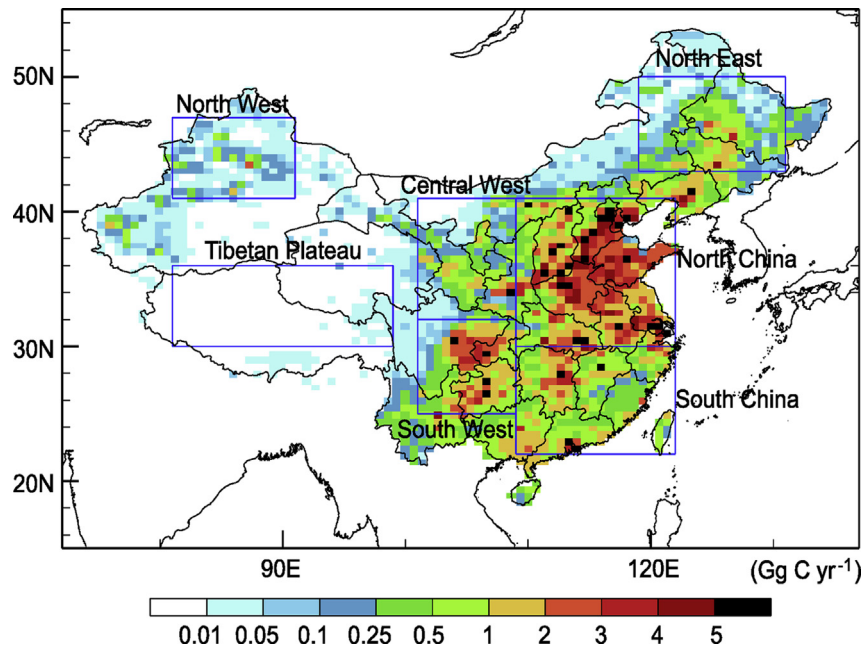 50N
North East
North West
Central West
40N
Tibetan Plateau
North China
30N
South China
South West
20N
90E
120E
(Gg C yr⁻¹)
0.01 0.05 0.1 0.25 0.5 1 2 3 4 5